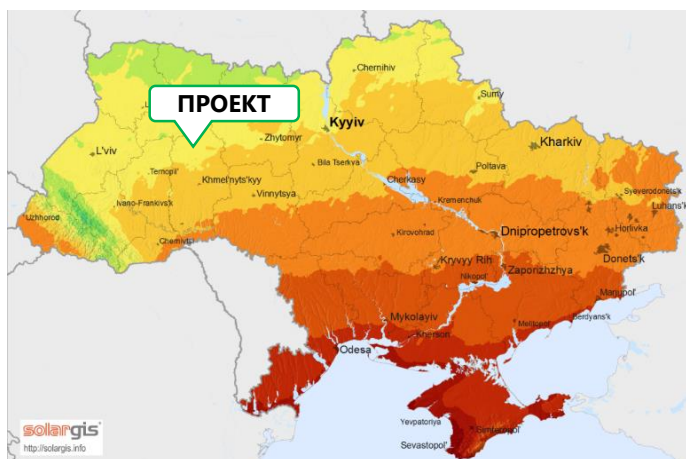 Chernihiv
Sumy
ПРОЕКТ
Kyyiv
L'viv
Zhytomyr
Kharkiv
Ternopil'
Bila Tserkva
Poltava
Khmel'nyts'kyy
Vinnytsya
Cherkasy
Syeverodonets'k
Uzhhorod
Ivano-Frankivs'k
Kremenchuk
Luhans'k
Chernivtsi
Kirovohrad
Dnipropetrovs'k
Horlivka
Donets'k
Kryvyy Rih
Zaporizhzhya
Nikopol'
Mariupol'
Mykolayiv
Melitopol'
Berdyans'k
Kherson
Odesa
solargis
http://solargis.info
Yevpatoriya
Simferopol'
Sevastopol'